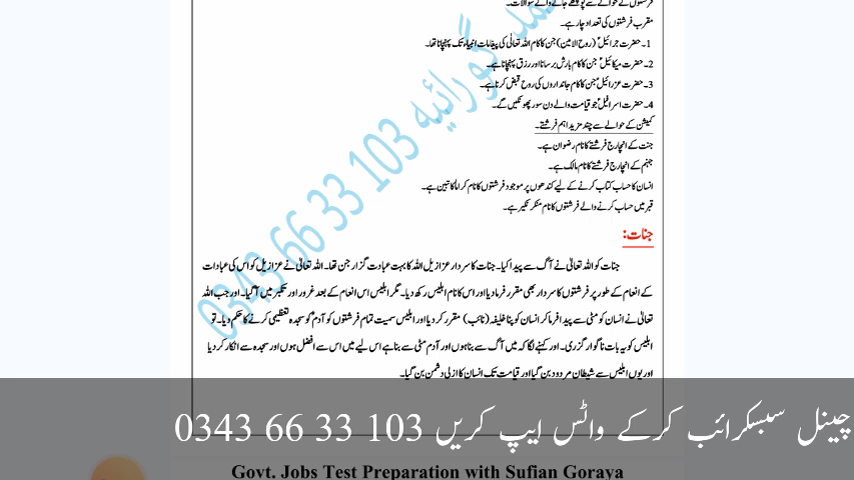 فرشتوں کے حوالے سے پوچھے جانے والے سوالات۔
مقرب فرشتوں کی تعداد چار ہے۔
1۔ حضرت جبرائیلؑ (روح الامین) جن کا کام اللہ تعالٰی کی پیغامات انبیاء تک پہنچانا تھا۔
2۔ حضرت میکائیلؑ جن کا کام بارش برسانا اور رزق پہنچانا ہے۔
3۔ حضرت عزرائیلؑ جن کا کام جانداروں کی روح قبض کرنا ہے۔
4۔ حضرت اسرافیلؑ جو قیامت والے دن سور پھونکیں گے۔
کمیشن کے حوالے سے چند مزید اہم فرشتے۔
جنت کے انچارج فرشتے کا نام رضوان ہے۔
جہنم کے انچارج فرشتے کا نام مالک ہے۔
انسان کا حساب کتاب کرنے کے لیے کندھوں پر موجود فرشتوں کا نام کراماً کاتبین ہے۔
قبر میں حساب کرنے والے فرشتوں کا نام منکر نکیر ہے۔
جنات:
جنات کو اللہ تعالٰی نے آگ سے پیدا کیا۔ جنات کا سردار عزازیل اللہ کا بہت عبادت گزار جن تھا۔ اللہ تعالٰی نے عزازیل کو اس کی عبادات
کے انعام کے طور پر فرشتوں کا سردار بھی مقرر فرما دیا اور اس کا نام ابلیس رکھ دیا۔ مگر ابلیس اس انعام کے بعد غرور اور تکبر میں آگیا۔ اور جب اللہ
تعالٰی نے انسان کو مٹی سے پیدا فرما کر انسان کو اپنا خلیفہ (نائب) مقرر کر دیا اور ابلیس سمیت تمام فرشتوں کو آدمؑ کو سجدہ تعظیمی کرنے کا حکم دیا۔ تو
ابلیس کو یہ بات ناگوار گزری۔ اور کہنے لگا کہ میں آگ سے بنا ہوں اور آدم مٹی سے بنا ہے اس لیے میں اس سے افضل ہوں اور سجدہ سے انکار کر دیا
اور یوں ابلیس سے شیطان مردود بن گیا اور قیامت تک انسان کا ازلی دشمن بن گیا۔
گورائیہ 103 33 66 0343
چینل سبسکرائب کرکے واٹس ایپ کریں 103 33 66 0343
Govt. Jobs Test Preparation with Sufian Goraya